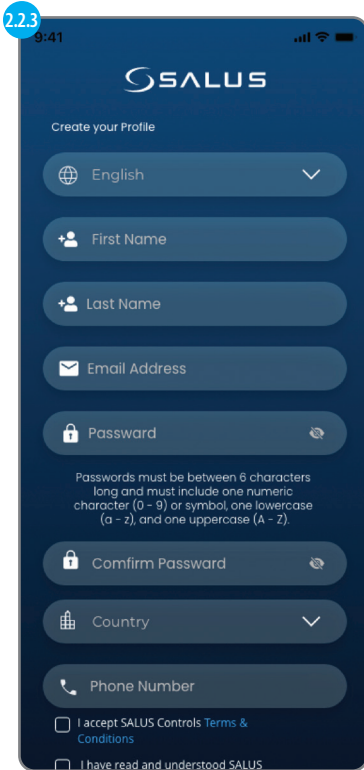 2.2.3
9:41
SALUS
Create your Profile
English
First Name
Last Name
Email Address
Password
Passwords must be between 6 characters
long and must include one numeric
character (0 - 9) or symbol, one lowercase
(a - z), and one uppercase (A - Z).
Comfirm Password
Country
Phone Number
I accept SALUS Controls Terms &
Conditions
I have read and understood SALUS